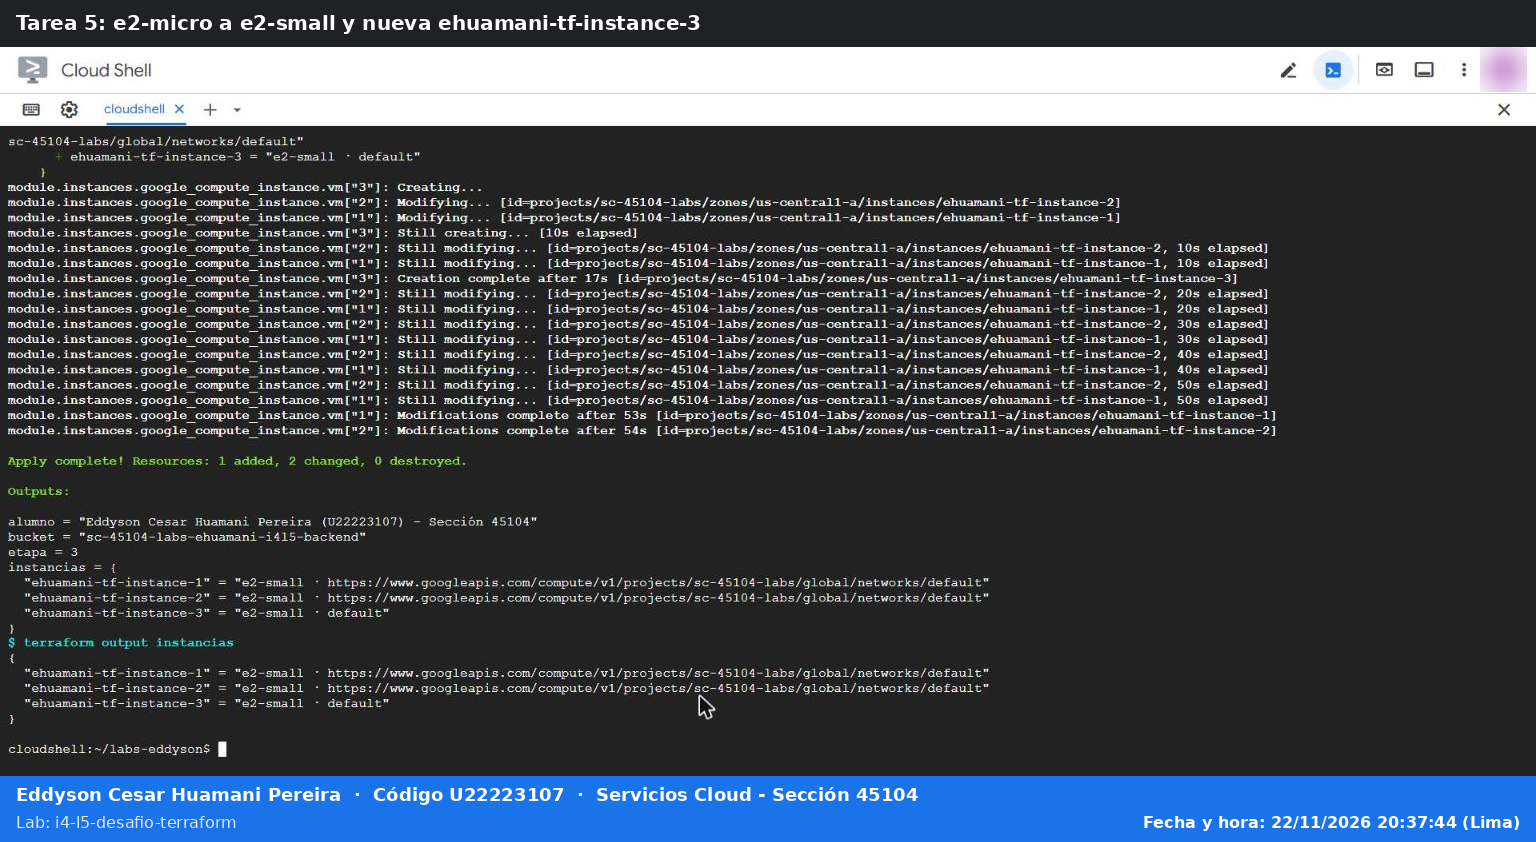 Tarea 5: e2-micro a e2-small y nueva ehuamani-tf-instance-3
Cloud Shell
cloudshell
sc-45104-labs/global/networks/default"
+ ehuamani-tf-instance-3 = "e2-small · default"
}
module.instances.google_compute_instance.vm["3"]: Creating...
module.instances.google_compute_instance.vm["2"]: Modifying... [id=projects/sc-45104-labs/zones/us-central1-a/instances/ehuamani-tf-instance-2]
module.instances.google_compute_instance.vm["1"]: Modifying... [id=projects/sc-45104-labs/zones/us-central1-a/instances/ehuamani-tf-instance-1]
module.instances.google_compute_instance.vm["3"]: Still creating... [10s elapsed]
module.instances.google_compute_instance.vm["2"]: Still modifying... [id=projects/sc-45104-labs/zones/us-central1-a/instances/ehuamani-tf-instance-2, 10s elapsed]
module.instances.google_compute_instance.vm["1"]: Still modifying... [id=projects/sc-45104-labs/zones/us-central1-a/instances/ehuamani-tf-instance-1, 10s elapsed]
module.instances.google_compute_instance.vm["3"]: Creation complete after 17s [id=projects/sc-45104-labs/zones/us-central1-a/instances/ehuamani-tf-instance-3]
module.instances.google_compute_instance.vm["2"]: Still modifying... [id=projects/sc-45104-labs/zones/us-central1-a/instances/ehuamani-tf-instance-2, 20s elapsed]
module.instances.google_compute_instance.vm["1"]: Still modifying... [id=projects/sc-45104-labs/zones/us-central1-a/instances/ehuamani-tf-instance-1, 20s elapsed]
module.instances.google_compute_instance.vm["2"]: Still modifying... [id=projects/sc-45104-labs/zones/us-central1-a/instances/ehuamani-tf-instance-2, 30s elapsed]
module.instances.google_compute_instance.vm["1"]: Still modifying... [id=projects/sc-45104-labs/zones/us-central1-a/instances/ehuamani-tf-instance-1, 30s elapsed]
module.instances.google_compute_instance.vm["2"]: Still modifying... [id=projects/sc-45104-labs/zones/us-central1-a/instances/ehuamani-tf-instance-2, 40s elapsed]
module.instances.google_compute_instance.vm["1"]: Still modifying... [id=projects/sc-45104-labs/zones/us-central1-a/instances/ehuamani-tf-instance-1, 40s elapsed]
module.instances.google_compute_instance.vm["2"]: Still modifying... [id=projects/sc-45104-labs/zones/us-central1-a/instances/ehuamani-tf-instance-2, 50s elapsed]
module.instances.google_compute_instance.vm["1"]: Still modifying... [id=projects/sc-45104-labs/zones/us-central1-a/instances/ehuamani-tf-instance-1, 50s elapsed]
module.instances.google_compute_instance.vm["1"]: Modifications complete after 53s [id=projects/sc-45104-labs/zones/us-central1-a/instances/ehuamani-tf-instance-1]
module.instances.google_compute_instance.vm["2"]: Modifications complete after 54s [id=projects/sc-45104-labs/zones/us-central1-a/instances/ehuamani-tf-instance-2]
Apply complete! Resources: 1 added, 2 changed, 0 destroyed.
Outputs:
alumno = "Eddyson Cesar Huamani Pereira (U22223107) - Sección 45104"
bucket = "sc-45104-labs-ehuamani-i4l5-backend"
etapa = 3
instancias = {
"ehuamani-tf-instance-1" = "e2-small · https://www.googleapis.com/compute/v1/projects/sc-45104-labs/global/networks/default"
"ehuamani-tf-instance-2" = "e2-small · https://www.googleapis.com/compute/v1/projects/sc-45104-labs/global/networks/default"
"ehuamani-tf-instance-3" = "e2-small · default"
}
$ terraform output instancias
{
"ehuamani-tf-instance-1" = "e2-small · https://www.googleapis.com/compute/v1/projects/sc-45104-labs/global/networks/default"
"ehuamani-tf-instance-2" = "e2-small · https://www.googleapis.com/compute/v1/projects/sc-45104-labs/global/networks/default"
"ehuamani-tf-instance-3" = "e2-small · default"
}
cloudshell:~/labs-eddyson$
Eddyson Cesar Huamani Pereira · Código U22223107 · Servicios Cloud - Sección 45104
Lab: i4-l5-desafio-terraform
Fecha y hora: 22/11/2026 20:37:44 (Lima)